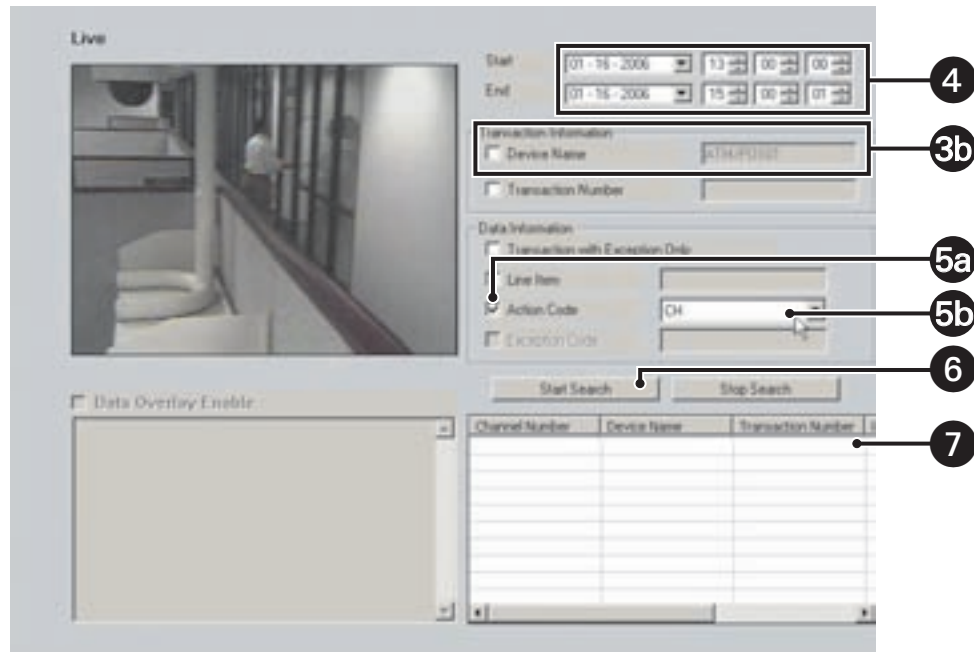 Live
Start 01 - 16 - 2006 13 00 00
End 01 - 16 - 2006 15 00 01
4
Transaction Information
Device Name
3b
Transaction Number
Data Information
Transaction with Exception Only
5a
Line Item
Action Code CH
5b
Exception Code
6
Start Search Stop Search
Data Overlay Enable
Channel Number Device Name Transaction Number
7